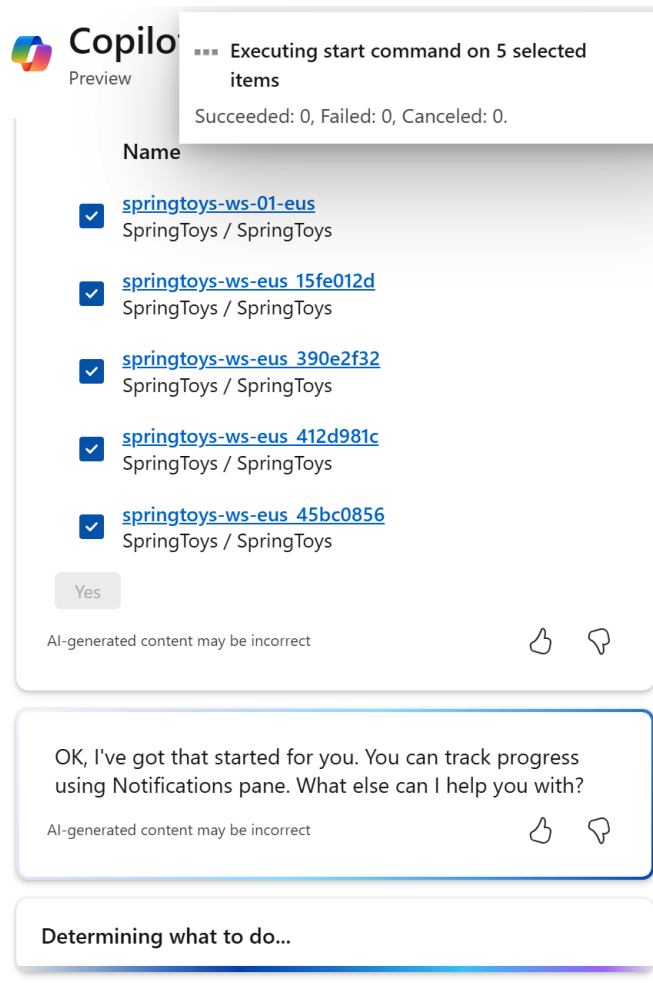 Copilo
Preview
Executing start command on 5 selected
items
Succeeded: 0, Failed: 0, Canceled: 0.
Name
springtoys-ws-01-eus
SpringToys / SpringToys
springtoys-ws-eus_15fe012d
SpringToys / SpringToys
springtoys-ws-eus_390e2f32
SpringToys / SpringToys
springtoys-ws-eus_412d981c
SpringToys / SpringToys
springtoys-ws-eus_45bc0856
SpringToys / SpringToys
Yes
AI-generated content may be incorrect
OK, I've got that started for you. You can track progress
using Notifications pane. What else can I help you with?
AI-generated content may be incorrect
Determining what to do...